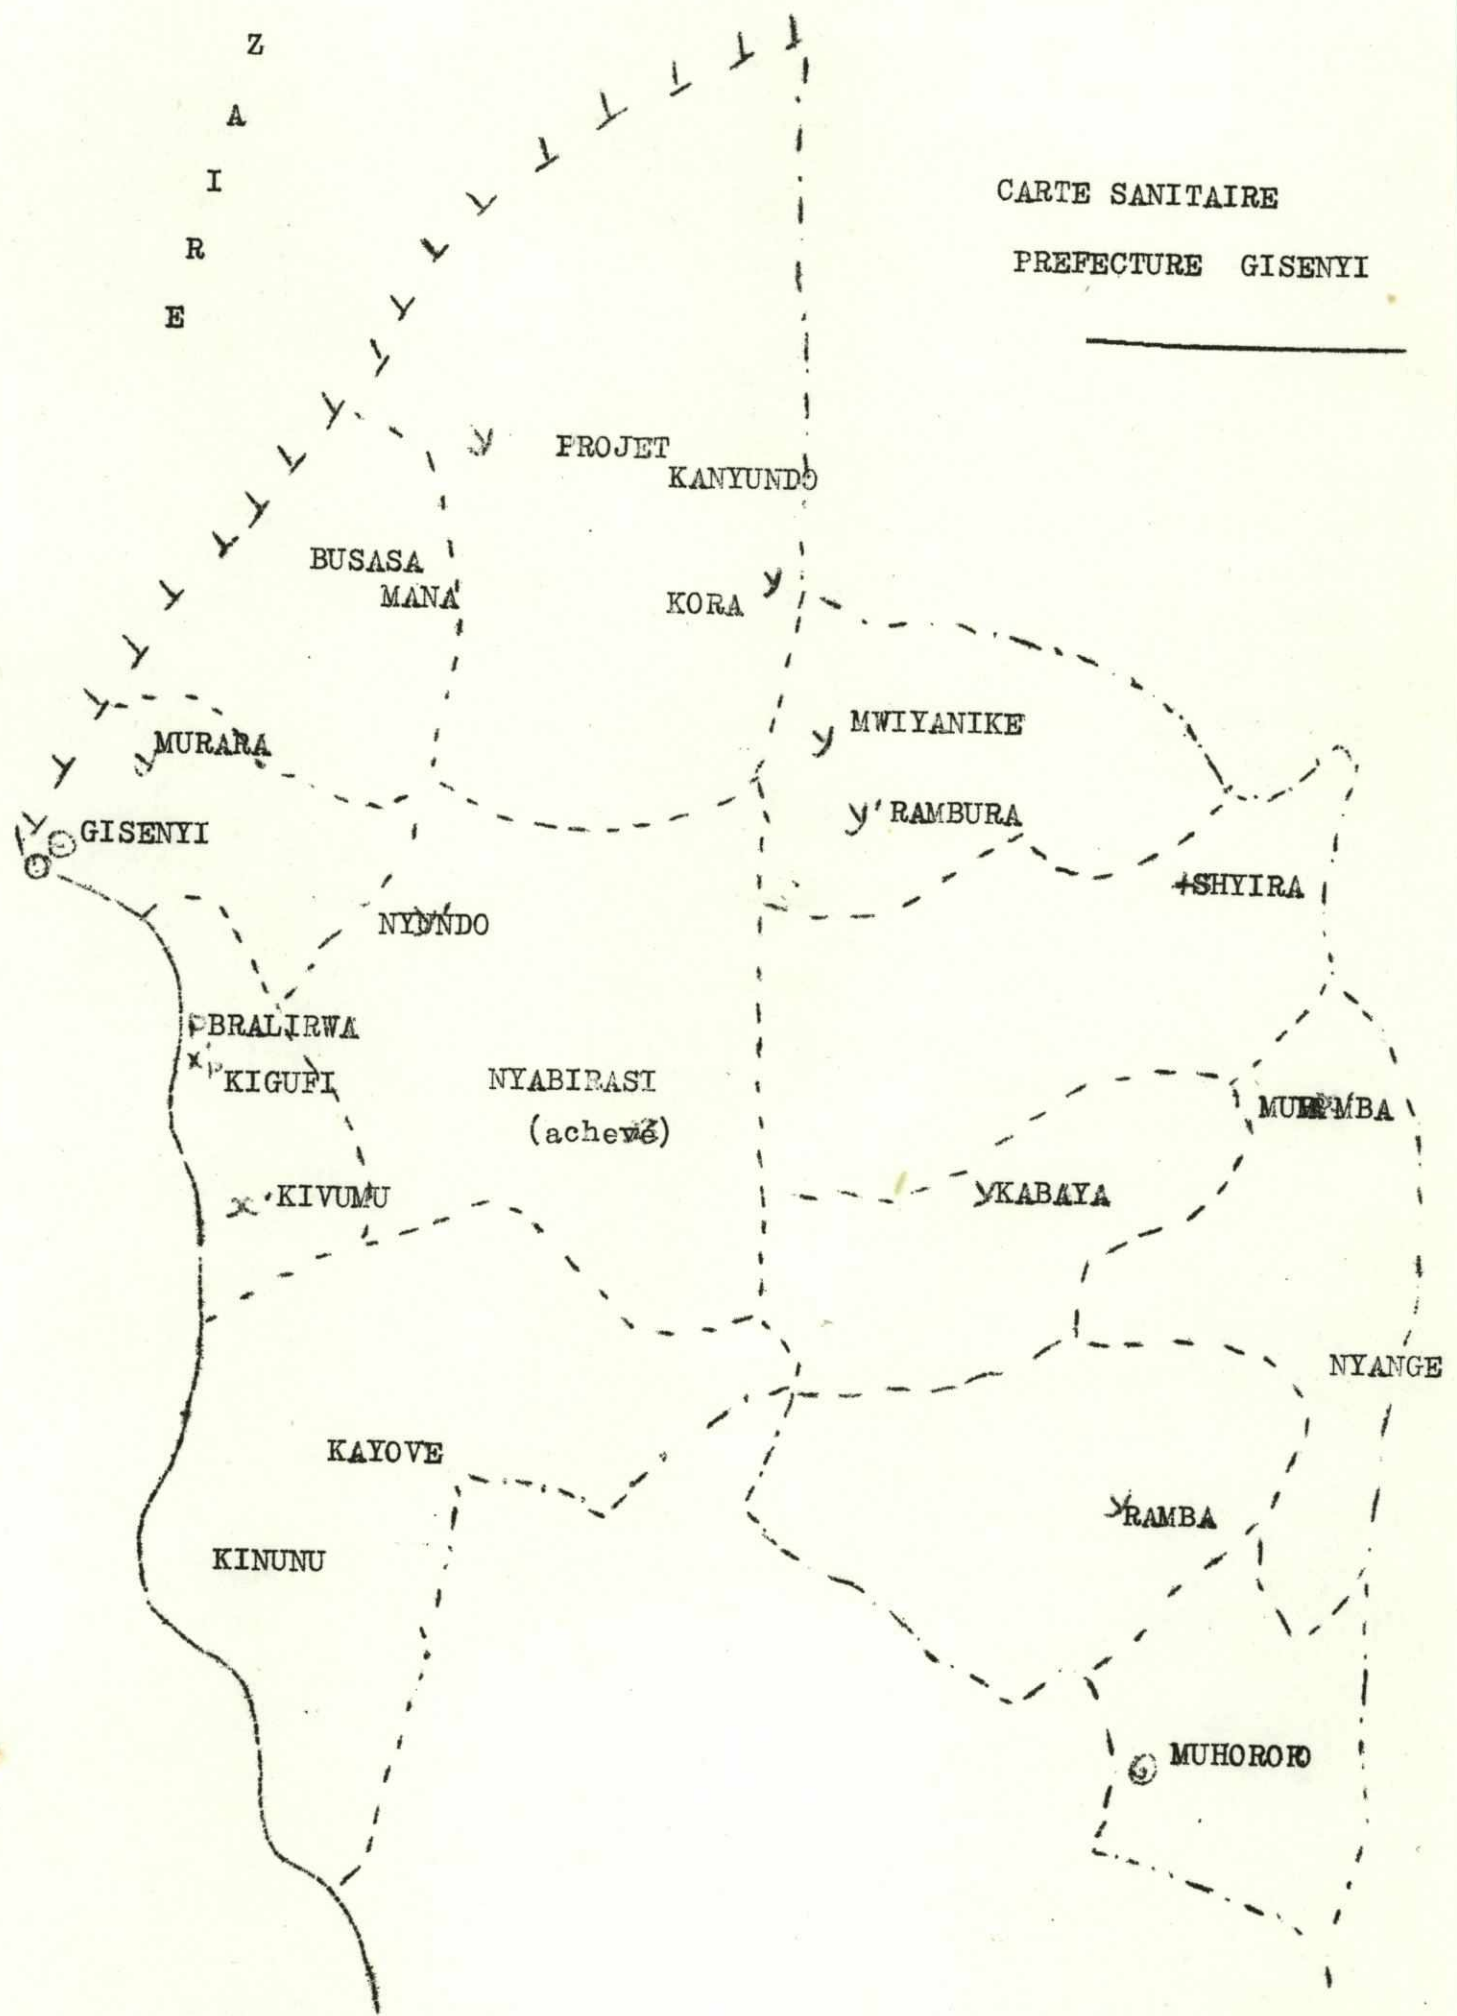 Z
A
I
R
E
CARTE SANITAIRE
PREFECTURE GISENYI
PROJET
KANYUNDO
BUSASA
MANA
KORA
MWIYANIKE
MURARA
RAMBURA
GISENYI
SHYIRA
NYUNDO
BRALIRWA
KIGUFI
NYABIRASI
(achevé)
KIVUMU
KABAYA
NYANGE
KAYOVE
RAMBA
KINUNU
MUHORORO